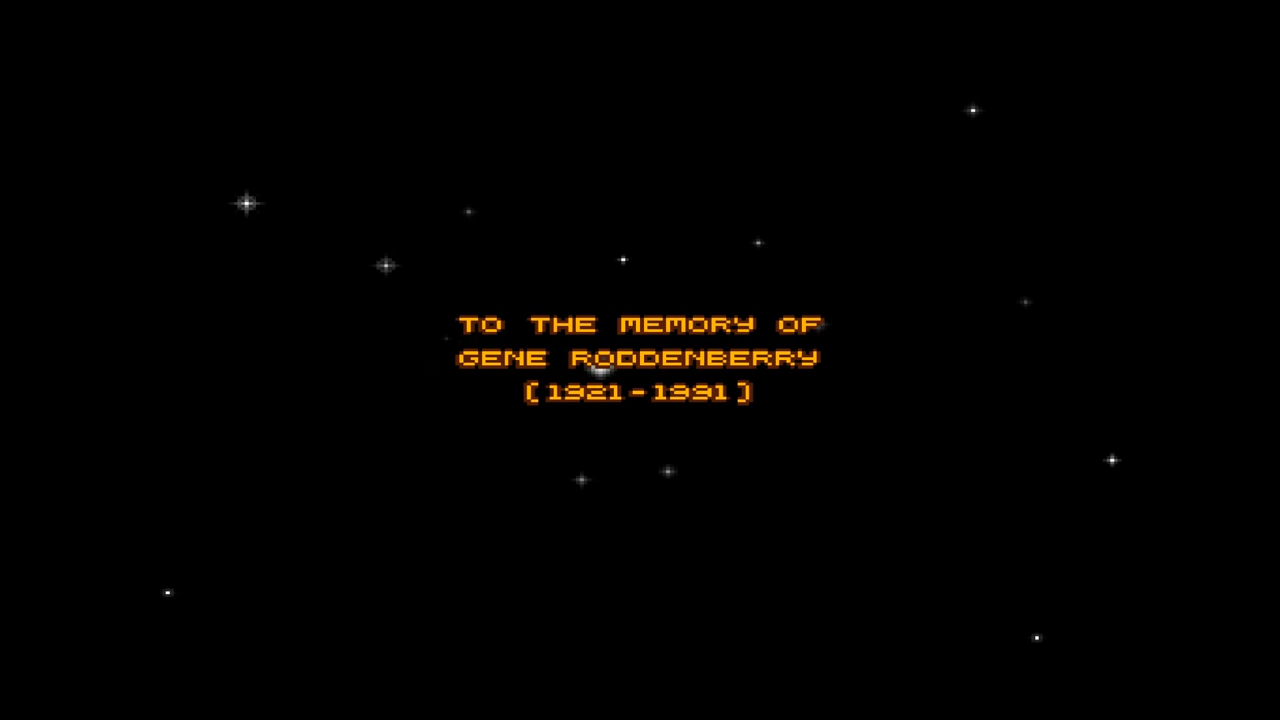 TO THE MEMORY OF
GENE RODDENBERRY
(1921-1991)